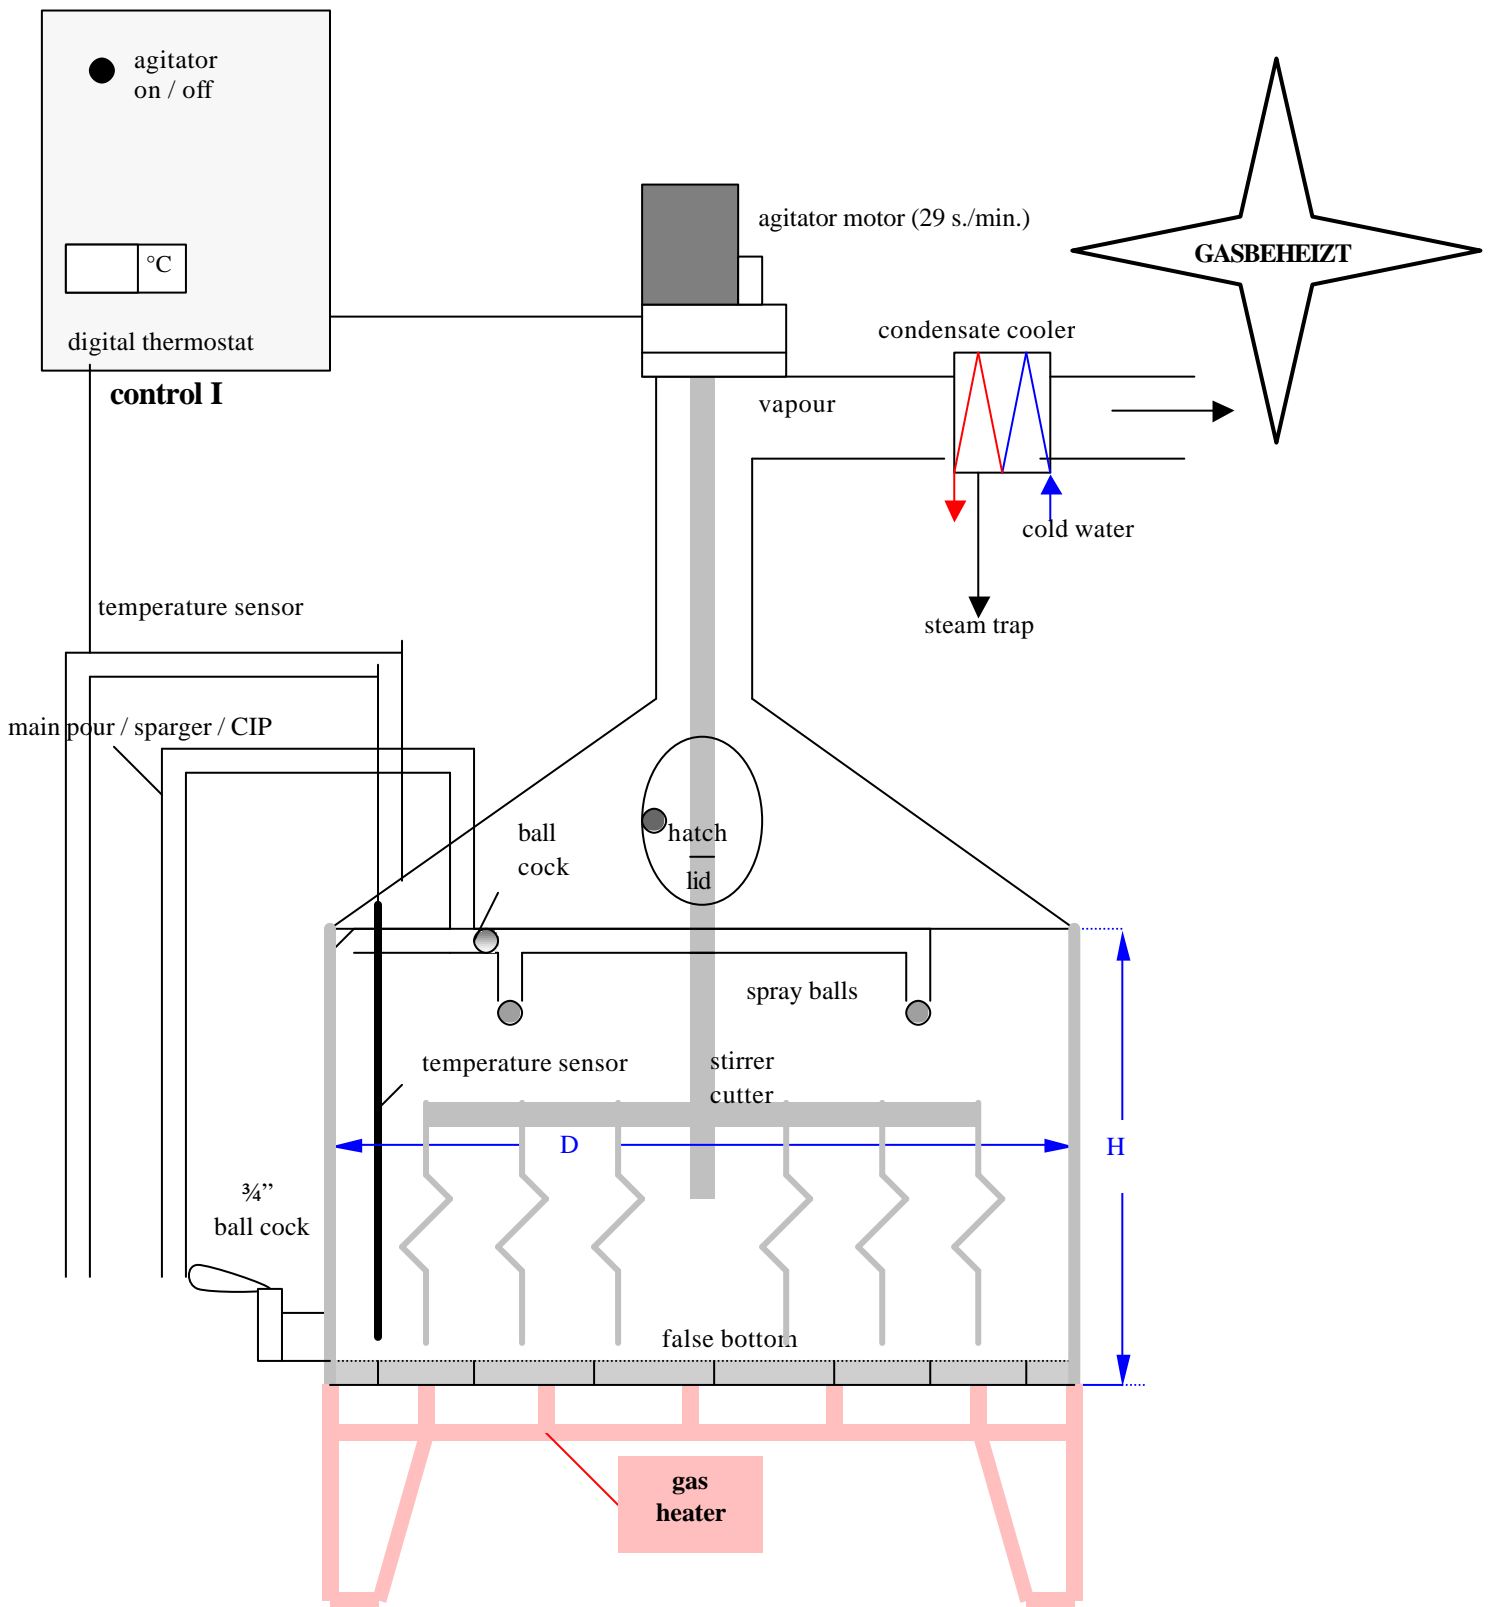 agitator
on / off
agitator motor (29 s./min.)
GASBEHEIZT
°C
digital thermostat
control I
condensate cooler
vapour
cold water
steam trap
temperature sensor
main pour / sparger / CIP
ball
cock
hatch
lid
spray balls
temperature sensor
stirrer
cutter
D
H
¾”
ball cock
false bottom
gas
heater